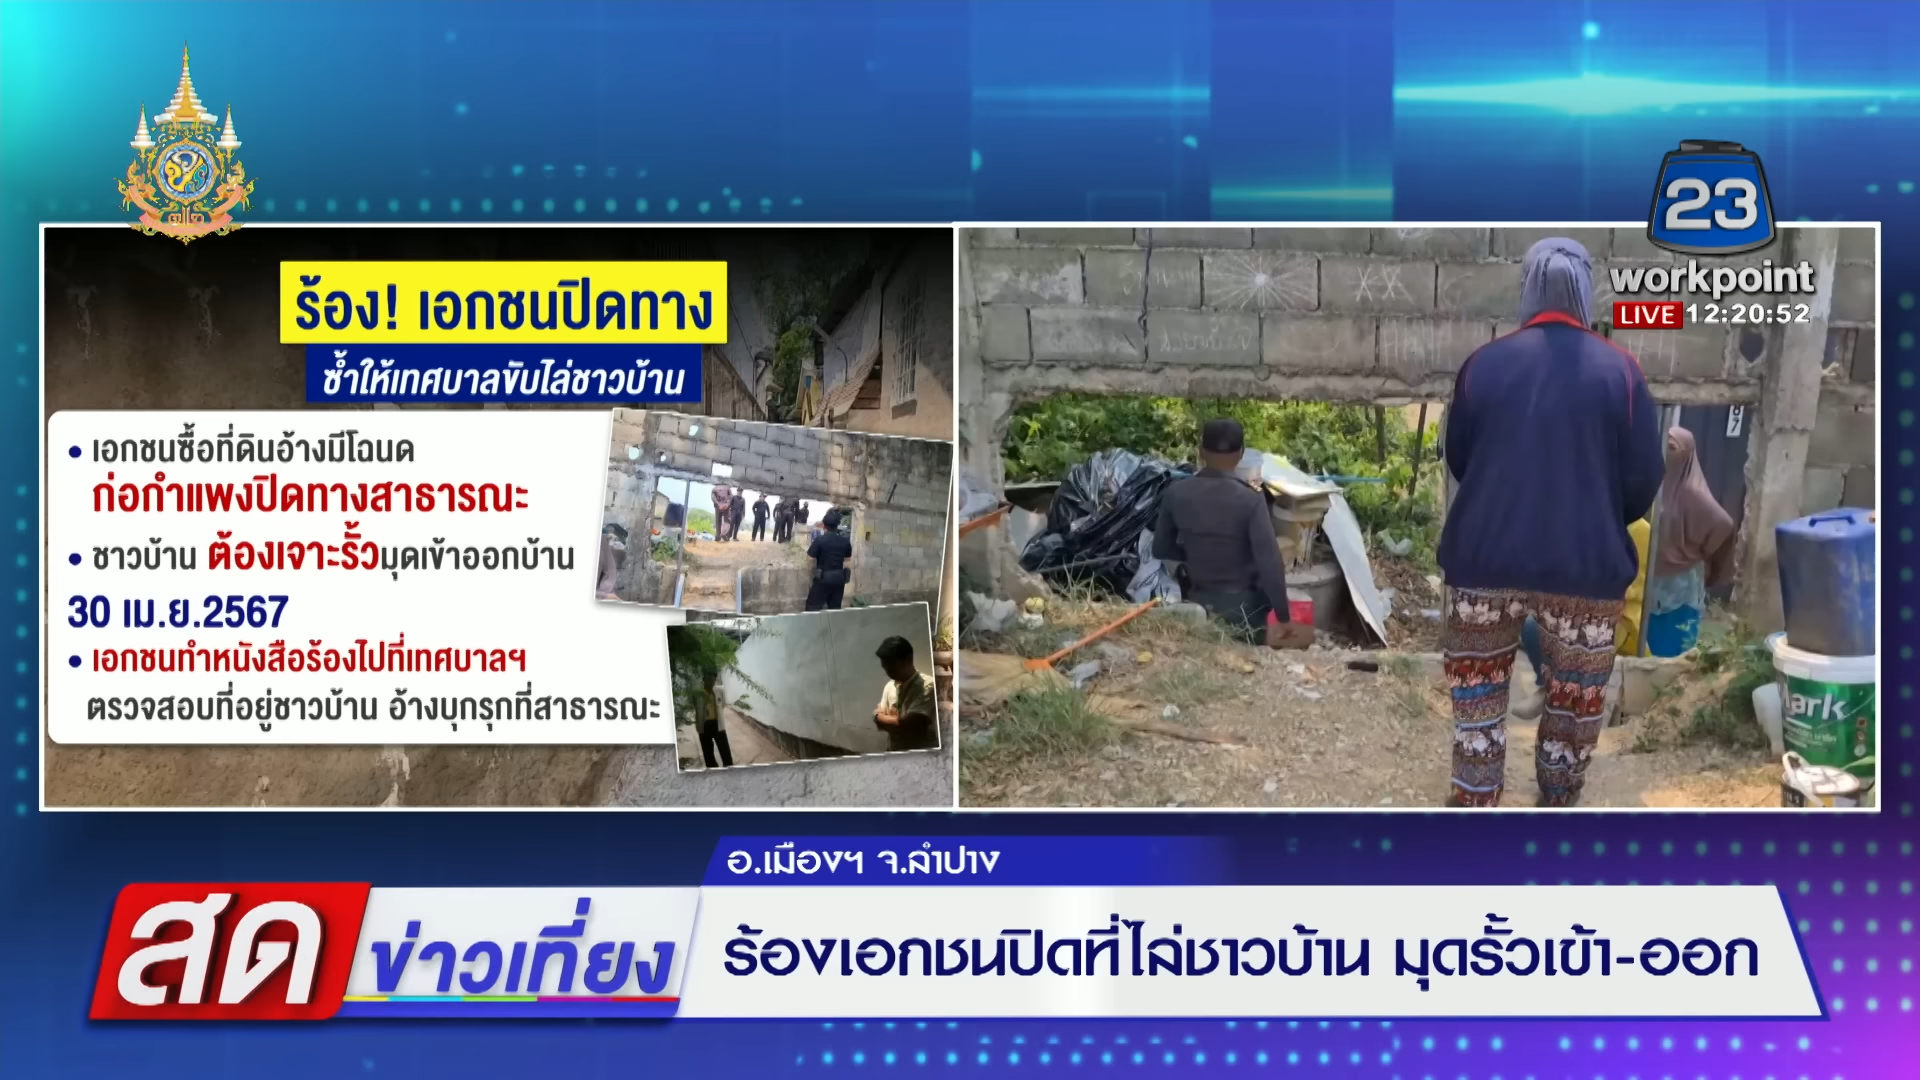 ร้อง! เอกชนปิดทาง
ซ้ำให้เทศบาลขับไล่ชาวบ้าน
• เอกชนซื้อที่ดินอ้างมีโฉนด
ก่อกำแพงปิดทางสาธารณะ
• ชาวบ้าน ต้องเจาะรั้วมุดเข้าออกบ้าน
30 เม.ย.2567
• เอกชนทำหนังสือร้องไปที่เทศบาลฯ
ตรวจสอบที่อยู่ชาวบ้าน อ้างบุกรุกที่สาธารณะ
๗๒
23
workpoint
LIVE 12:20:52
67
ark
อ.เมืองฯ จ.ลำปาง
สด ข่าวเที่ยง
ร้องเอกชนปิดที่ไล่ชาวบ้าน มุดรั้วเข้า-ออก